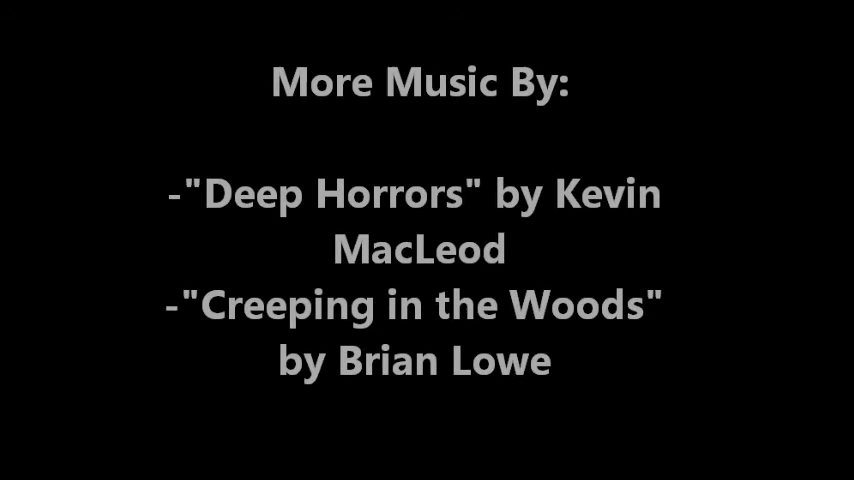 More Music By:
-"Deep Horrors" by Kevin
MacLeod
-"Creeping in the Woods"
by Brian Lowe